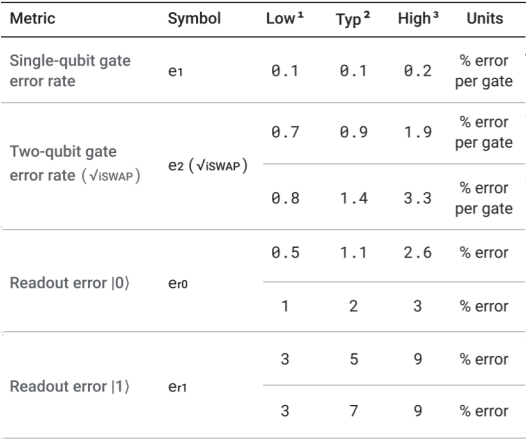 Metric Symbol Low¹ Typ² High³ Units
Single-qubit gate
error rate
e1 0.1 0.1 0.2 % error
per gate
Two-qubit gate
error rate (√iSWAP)
e2 (√iSWAP)
0.7 0.9 1.9 % error
per gate
0.8 1.4 3.3 % error
per gate
Readout error |0⟩ er0
0.5 1.1 2.6 % error
1 2 3 % error
Readout error |1⟩ er1
3 5 9 % error
3 7 9 % error